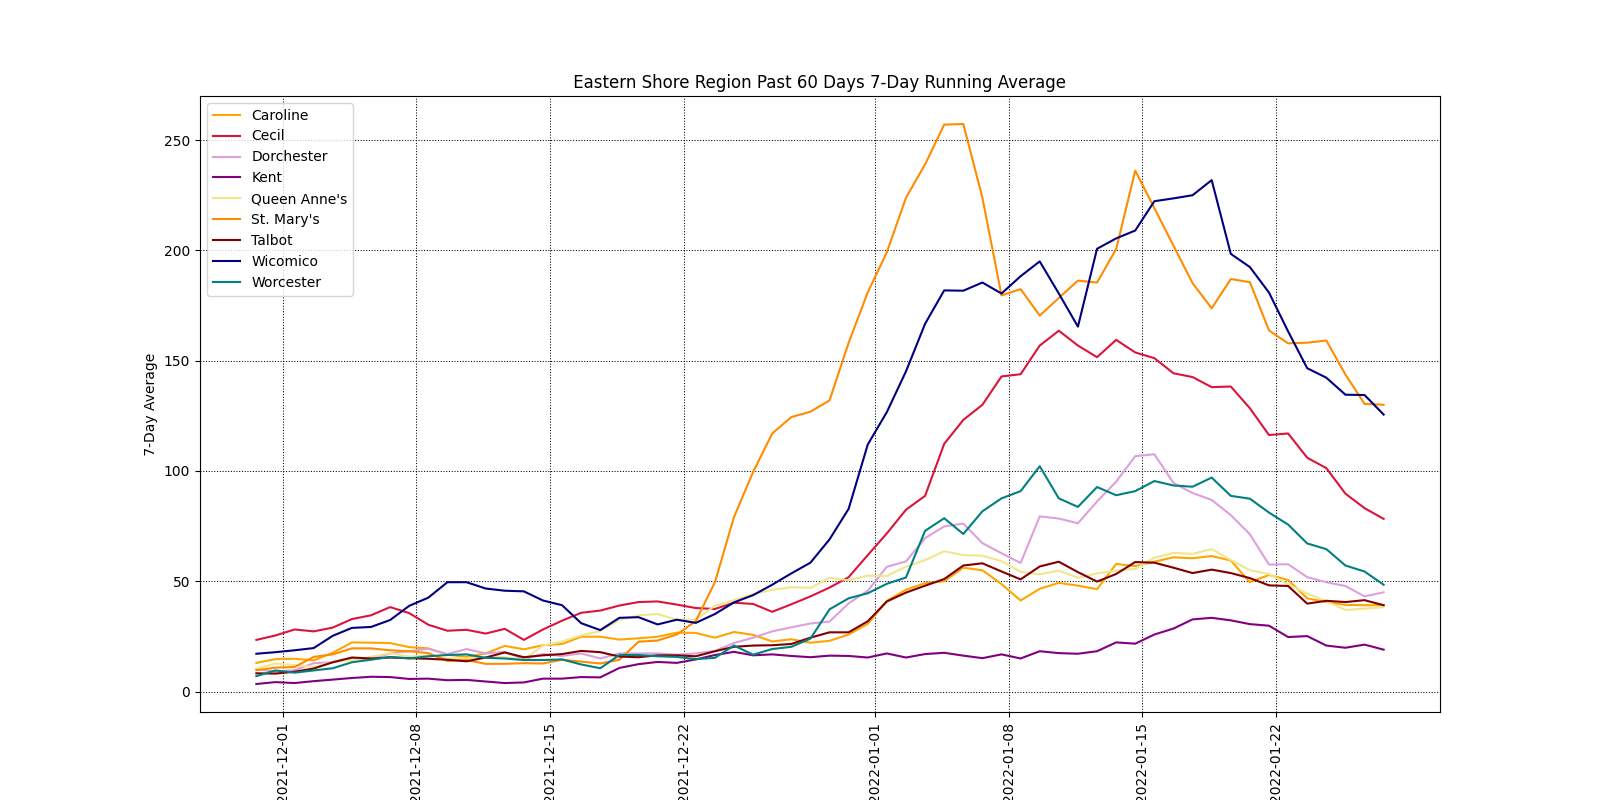 Eastern Shore Region Past 60 Days 7-Day Running Average
Caroline
Cecil
Dorchester
Kent
Queen Anne's
St. Mary's
Talbot
Wicomico
Worcester
7-Day Average
250
200
150
100
50
0
2021-12-01
2021-12-08
2021-12-15
2021-12-22
2022-01-01
2022-01-08
2022-01-15
2022-01-22